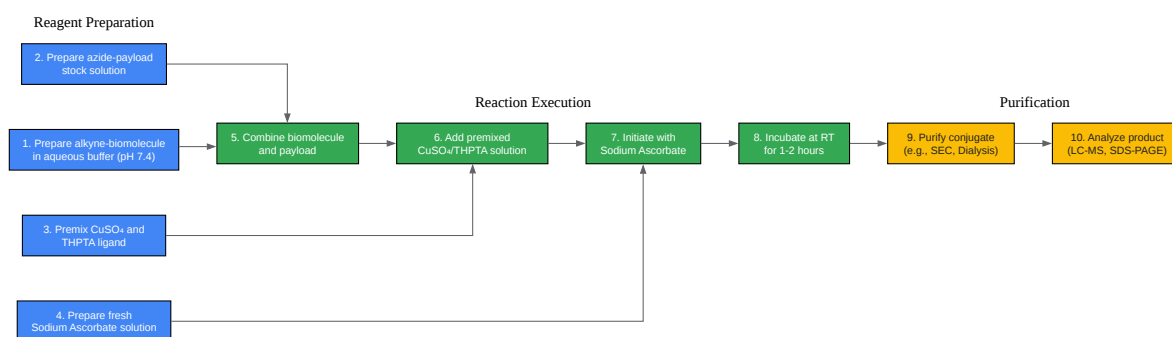 Reagent Preparation
2. Prepare azide-payload
stock solution
Reaction Execution
Purification
1. Prepare alkyne-biomolecule
in aqueous buffer (pH 7.4)
5. Combine biomolecule
and payload
6. Add premixed
CuSO₄/THPTA solution
7. Initiate with
Sodium Ascorbate
8. Incubate at RT
for 1-2 hours
9. Purify conjugate
(e.g., SEC, Dialysis)
10. Analyze product
(LC-MS, SDS-PAGE)
3. Premix CuSO₄ and
THPTA ligand
4. Prepare fresh
Sodium Ascorbate solution